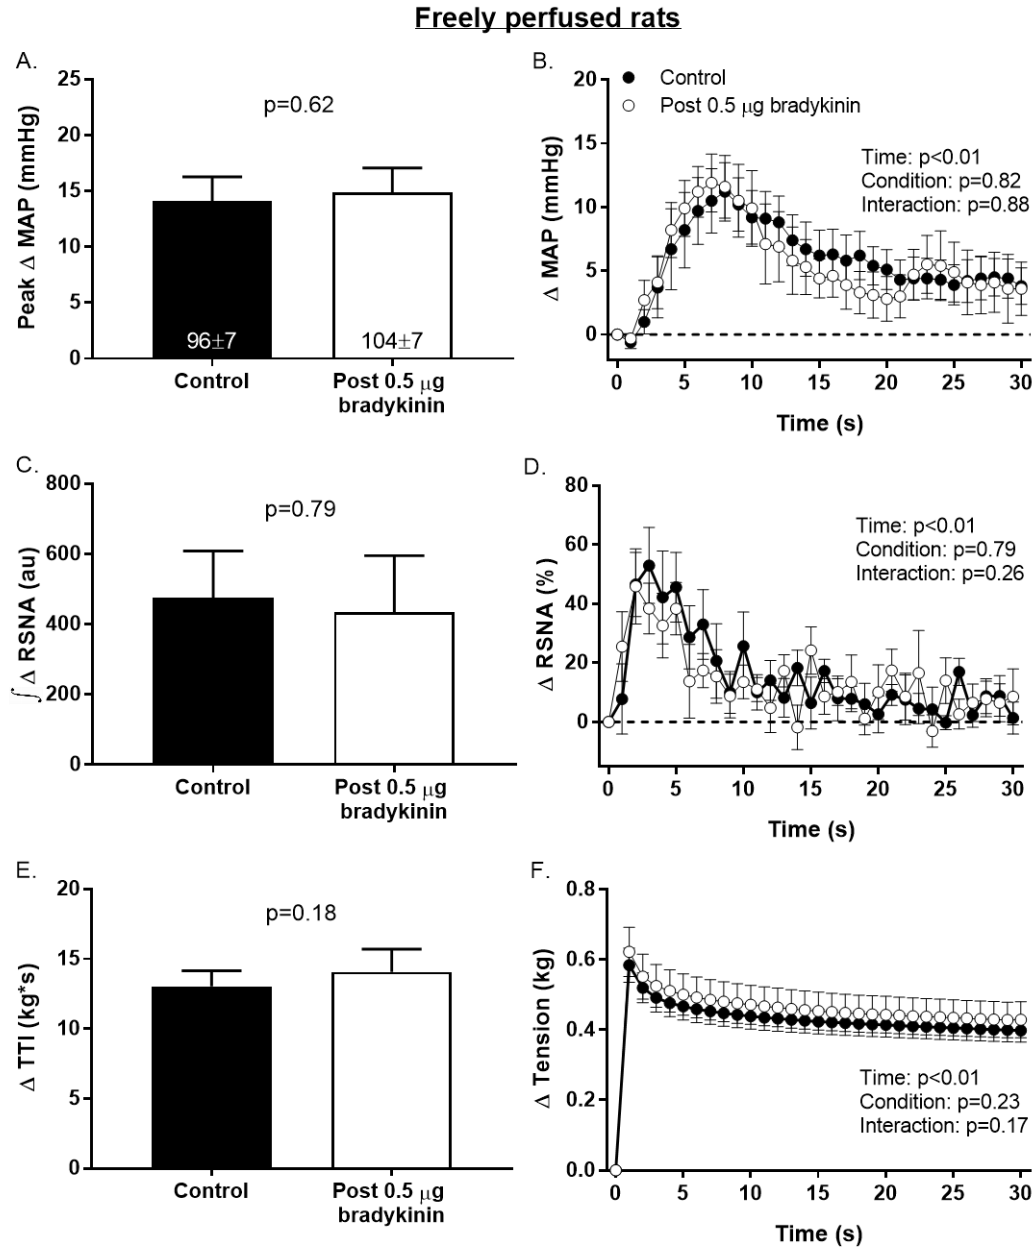 Freely perfused rats
A.
25
20
15
10
5
0
Peak Δ MAP (mmHg)
p=0.62
96±7
104±7
Control
Post 0.5 μg
bradykinin
B.
Control
Post 0.5 μg bradykinin
20
15
10
5
0
Δ MAP (mmHg)
Time: p<0.01
Condition: p=0.82
Interaction: p=0.88
0 5 10 15 20 25 30
Time (s)
C.
800
600
400
200
0
∫ Δ RSNA (au)
p=0.79
Control
Post 0.5 μg
bradykinin
D.
80
60
40
20
0
Δ RSNA (%)
Time: p<0.01
Condition: p=0.79
Interaction: p=0.26
0 5 10 15 20 25 30
Time (s)
E.
20
15
10
5
0
Δ TTI (kg*s)
p=0.18
Control
Post 0.5 μg
bradykinin
F.
0.8
0.6
0.4
0.2
0.0
Δ Tension (kg)
Time: p<0.01
Condition: p=0.23
Interaction: p=0.17
0 5 10 15 20 25 30
Time (s)